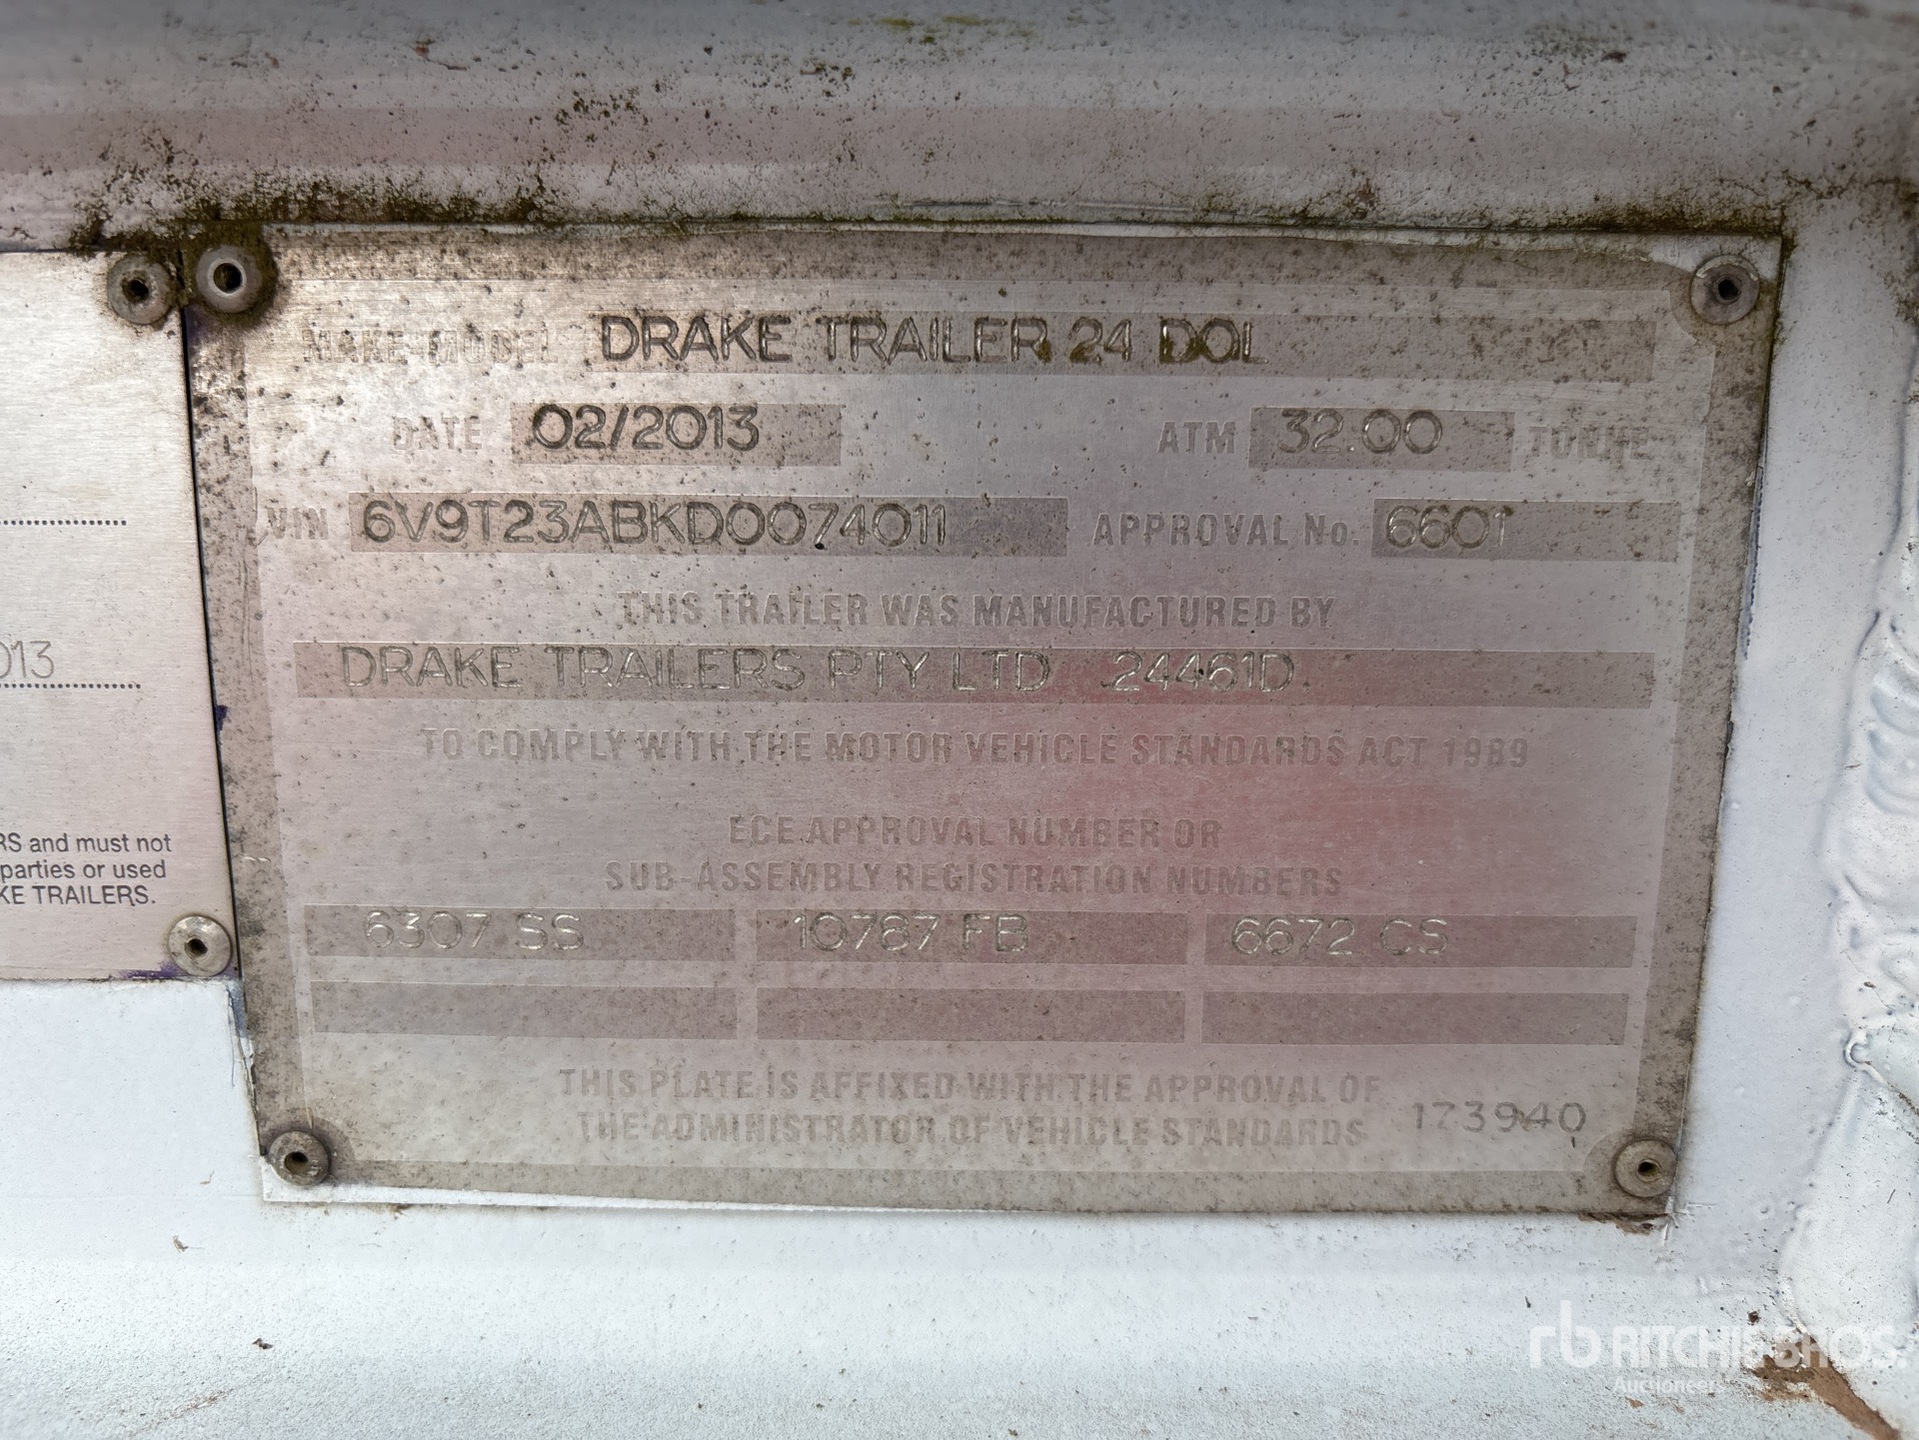 MAKE-MODEL DRAKE TRAILER 24 DOL
DATE 02/2013 ATM 32.00 TONNE
VIN 6V9T23ABKD0074011 APPROVAL No. 6601
THIS TRAILER WAS MANUFACTURED BY
DRAKE TRAILERS PTY LTD 24461D
TO COMPLY WITH THE MOTOR VEHICLE STANDARDS ACT 1989
ECE APPROVAL NUMBER OR
SUB-ASSEMBLY REGISTRATION NUMBERS
6307 SS 10787 FB 6672 CS
THIS PLATE IS AFFIXED WITH THE APPROVAL OF
THE ADMINISTRATOR OF VEHICLE STANDARDS 173940
013
RS and must not
parties or used
KE TRAILERS.
rb RITCHIE BROS.
Auctioneers